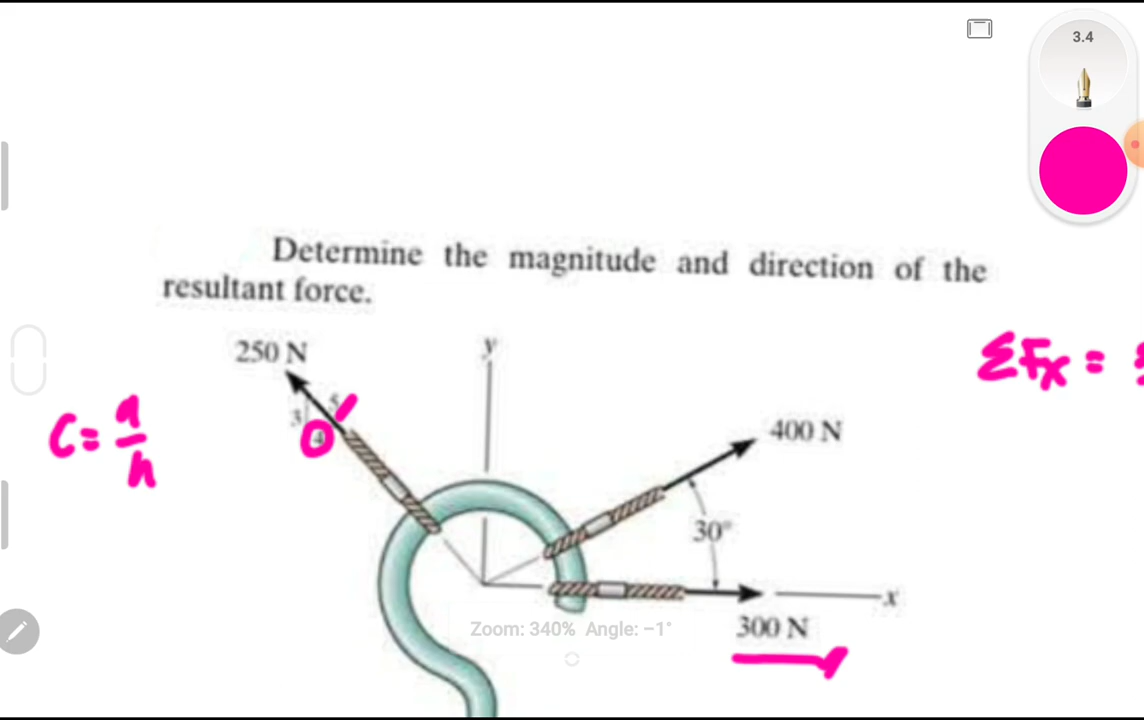 3.4
Determine the magnitude and direction of the
resultant force.
250 N
y
ΣFx =
5
3
4
C = a/h
400 N
30°
x
Zoom: 340% Angle: −1°
300 N